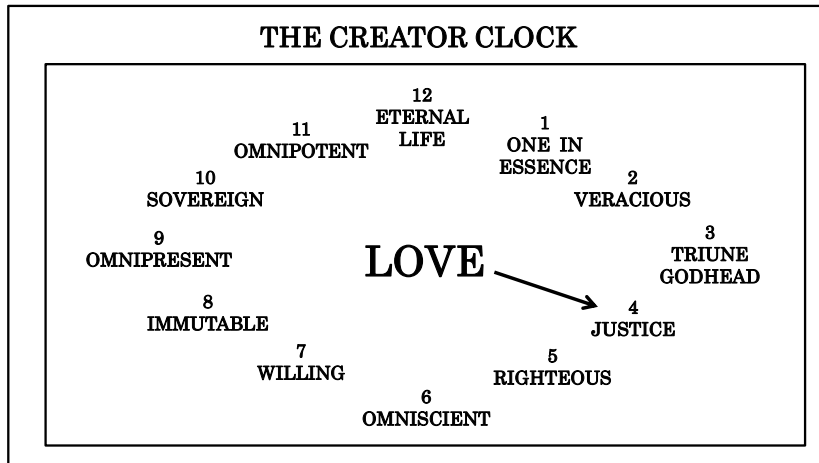 THE CREATOR CLOCK
12
ETERNAL
LIFE
1
ONE IN
ESSENCE
11
OMNIPOTENT
2
VERACIOUS
10
SOVEREIGN
3
TRIUNE
GODHEAD
9
OMNIPRESENT
LOVE
4
JUSTICE
8
IMMUTABLE
5
RIGHTEOUS
7
WILLING
6
OMNISCIENT